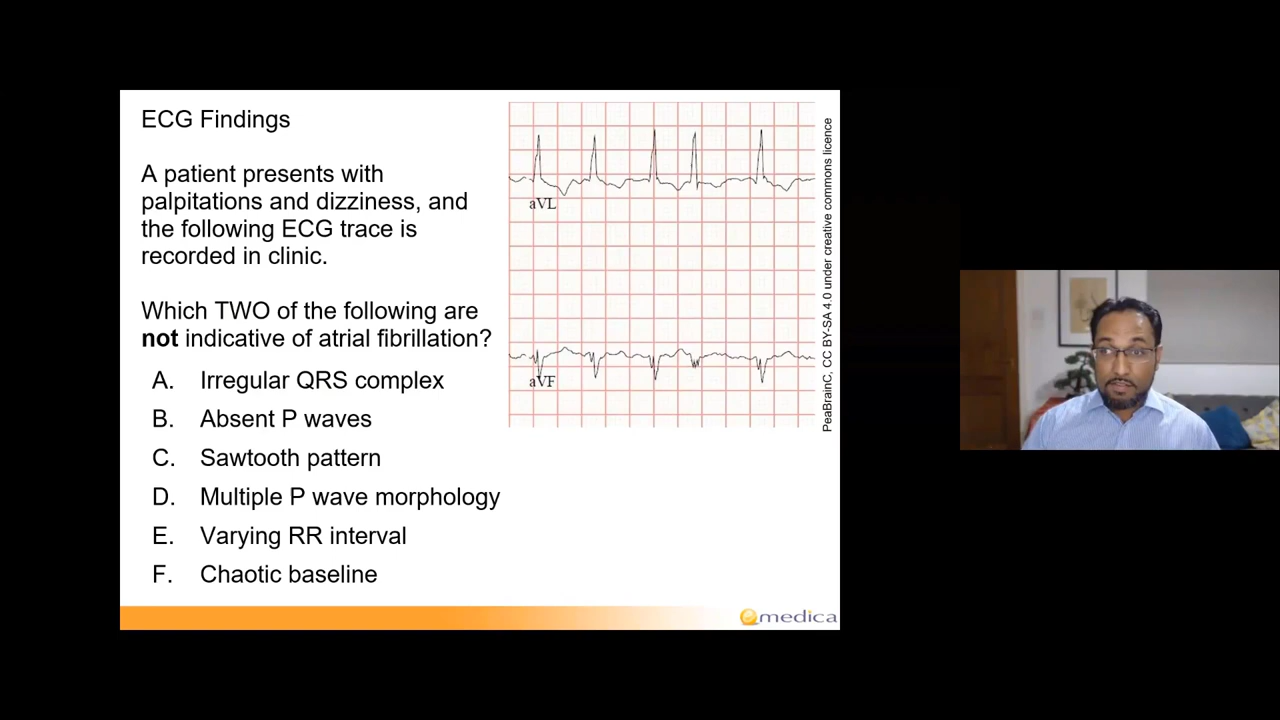 ECG Findings
A patient presents with
palpitations and dizziness, and
the following ECG trace is
recorded in clinic.
Which TWO of the following are
not indicative of atrial fibrillation?
A. Irregular QRS complex
B. Absent P waves
C. Sawtooth pattern
D. Multiple P wave morphology
E. Varying RR interval
F. Chaotic baseline
aVL
aVF
PeaBrainC, CC BY-SA 4.0 under creative commons licence
emedica